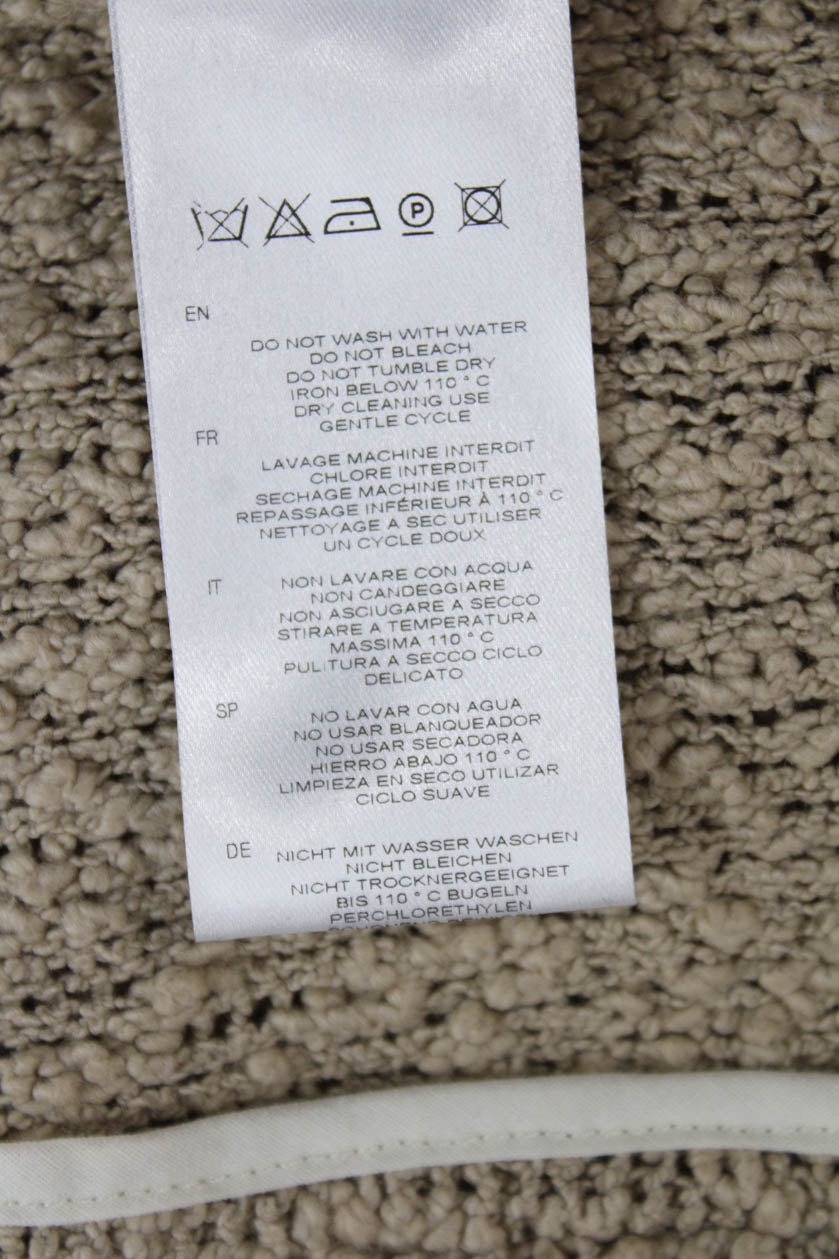 P
EN
DO NOT WASH WITH WATER
DO NOT BLEACH
DO NOT TUMBLE DRY
IRON BELOW 110 ° C
DRY CLEANING USE
GENTLE CYCLE
FR
LAVAGE MACHINE INTERDIT
CHLORE INTERDIT
SECHAGE MACHINE INTERDIT
REPASSAGE INFÉRIEUR À 110 ° C
NETTOYAGE A SEC UTILISER
UN CYCLE DOUX
IT
NON LAVARE CON ACQUA
NON CANDEGGIARE
NON ASCIUGARE A SECCO
STIRARE A TEMPERATURA
MASSIMA 110 ° C
PULITURA A SECCO CICLO
DELICATO
SP
NO LAVAR CON AGUA
NO USAR BLANQUEADOR
NO USAR SECADORA
HIERRO ABAJO 110 ° C
LIMPIEZA EN SECO UTILIZAR
CICLO SUAVE
DE
NICHT MIT WASSER WASCHEN
NICHT BLEICHEN
NICHT TROCKNERGEEIGNET
BIS 110 ° C BUGELN
PERCHLORETHYLEN